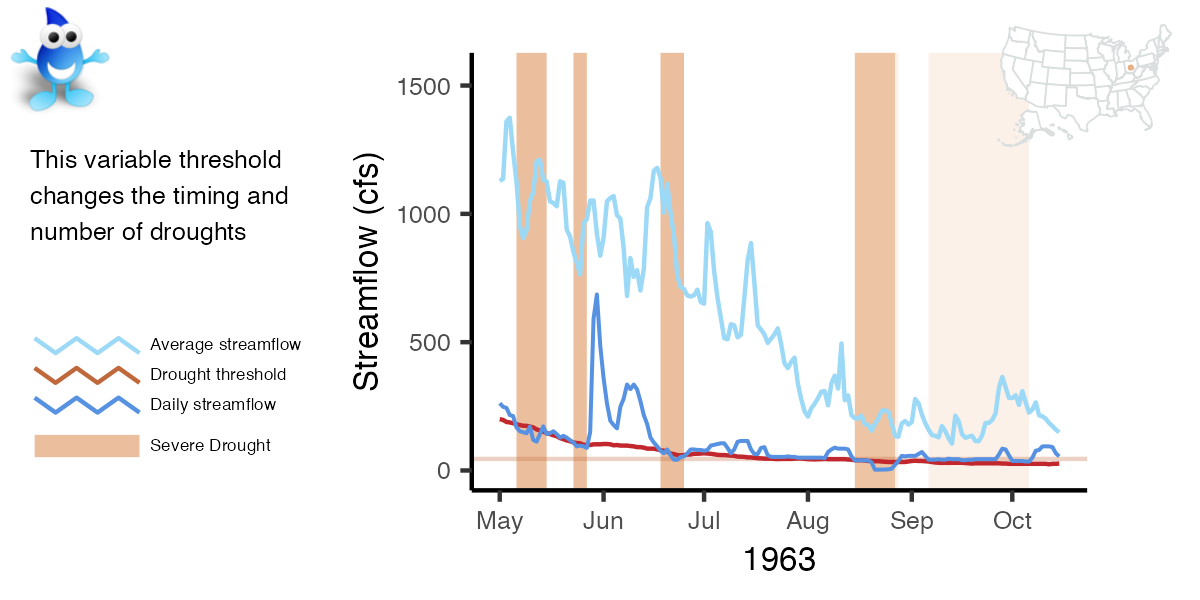 This variable threshold
changes the timing and
number of droughts
Average streamflow
Drought threshold
Daily streamflow
Severe Drought
Streamflow (cfs)
1500
1000
500
0
May Jun Jul Aug Sep Oct
1963